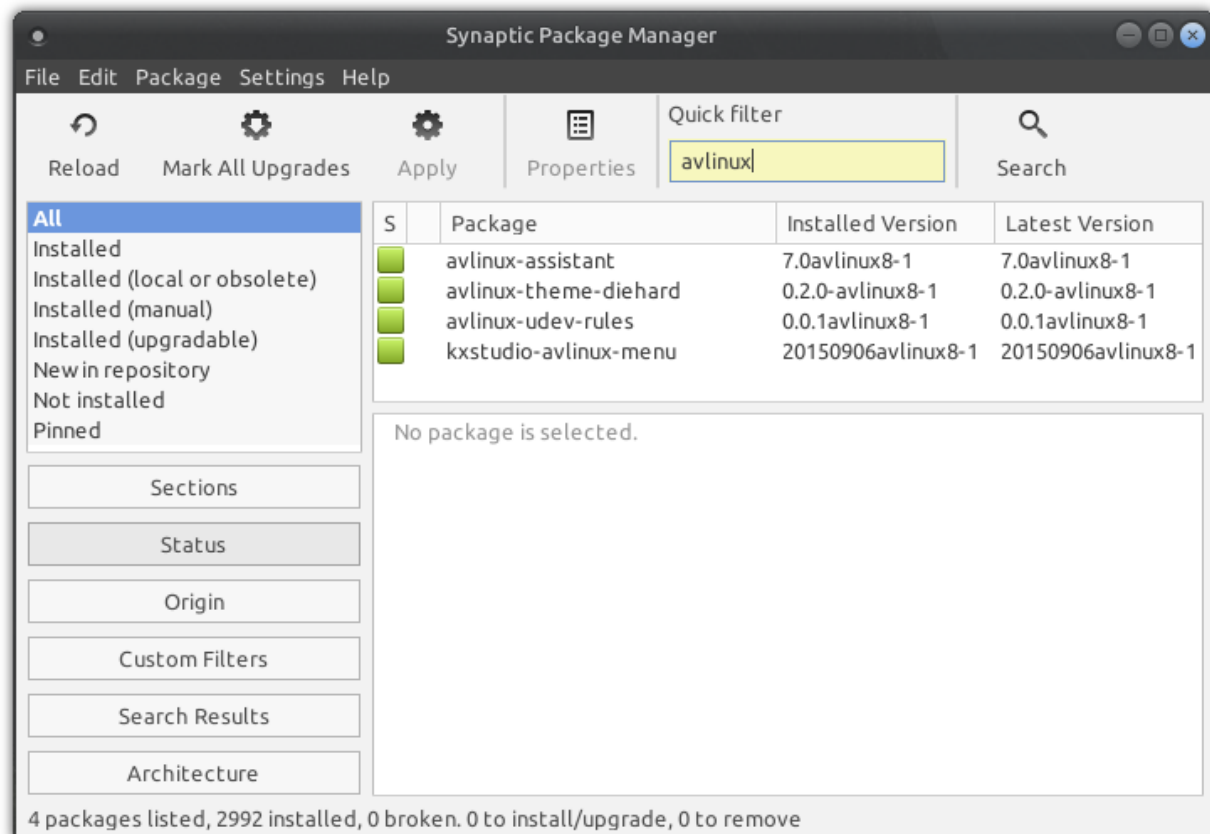 Synaptic Package Manager
File Edit Package Settings Help
Reload Mark All Upgrades Apply Properties Quick filter Search
avlinux
All
Installed
Installed (local or obsolete)
Installed (manual)
Installed (upgradable)
New in repository
Not installed
Pinned
Sections
Status
Origin
Custom Filters
Search Results
Architecture
S Package Installed Version Latest Version
avlinux-assistant 7.0avlinux8-1 7.0avlinux8-1
avlinux-theme-diehard 0.2.0-avlinux8-1 0.2.0-avlinux8-1
avlinux-udev-rules 0.0.1avlinux8-1 0.0.1avlinux8-1
kxstudio-avlinux-menu 20150906avlinux8-1 20150906avlinux8-1
No package is selected.
4 packages listed, 2992 installed, 0 broken. 0 to install/upgrade, 0 to remove